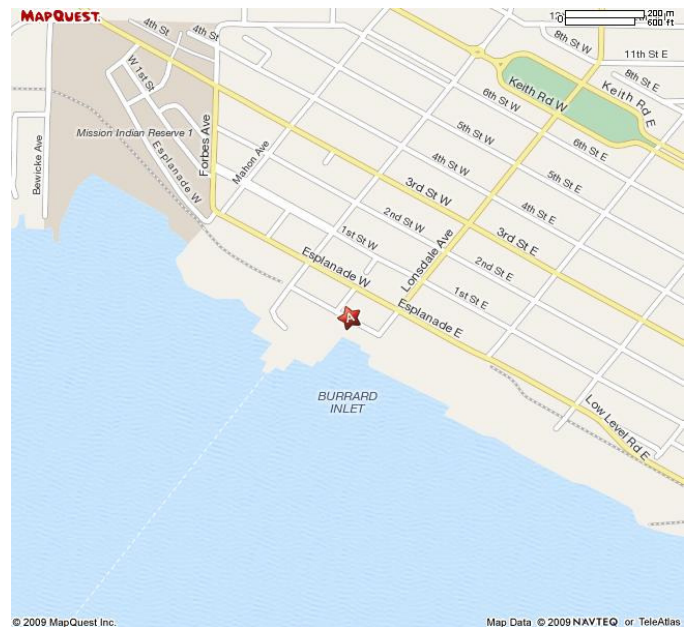 MAPQUEST.
200 m
0
600 ft
4th St
4th St W
8th St W
11th St E
W 1st St
Keith Rd W
8th St E
Keith Rd E
6th St W
Mission Indian Reserve 1
Forbes Ave
Mahon Ave
5th St W
6th St E
Bewicke Ave
Esplanade W
4th St W
5th St E
3rd St W
4th St E
2nd St W
3rd St E
1st St W
Lonsdale Ave
2nd St E
Esplanade W
1st St E
Esplanade E
A
BURRARD
INLET
Low Level Rd E
© 2009 MapQuest Inc.
Map Data © 2009 NAVTEQ or TeleAtlas